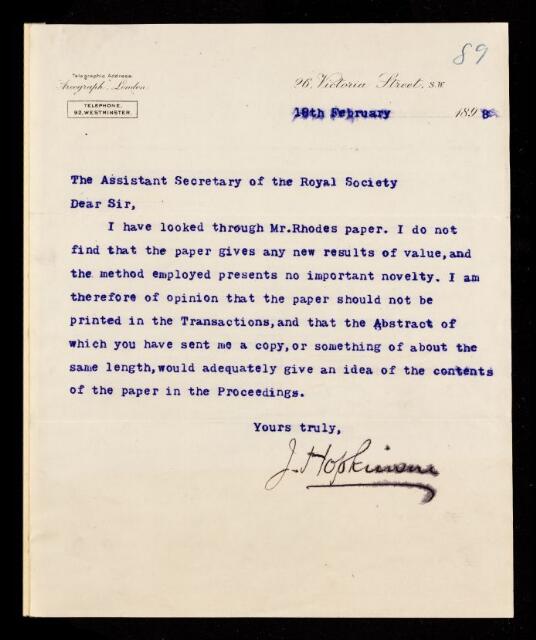 89
Telegraphic Address
"Areograph", London.
TELEPHONE.
92, WESTMINSTER.
26, Victoria Street, S.W.
February 189
The Assistant Secretary of the Royal Society
Dear Sir,
I have looked through Mr.Rhodes paper. I do not
find that the paper gives any new results of value,and
the method employed presents no important novelty. I am
therefore of opinion that the paper should not be
printed in the Transactions,and that the Abstract of
which you have sent me a copy,or something of about the
same length,would adequately give an idea of the contents
of the paper in the Proceedings.
Yours truly,
J. Hopkinson